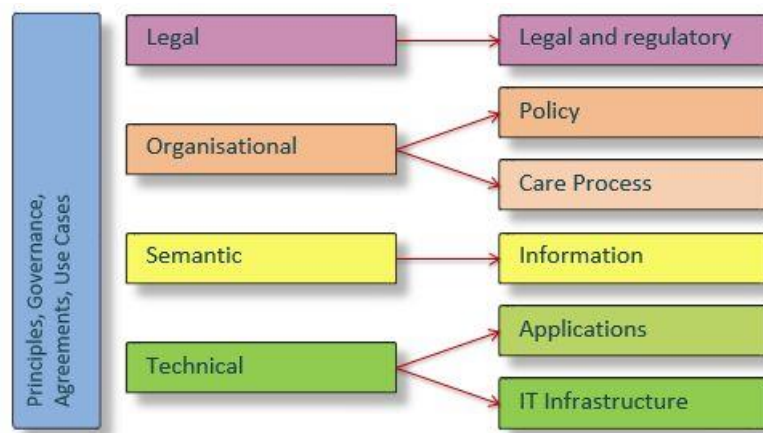 Principles, Governance,
Agreements, Use Cases
Legal
Legal and regulatory
Organisational
Policy
Care Process
Semantic
Information
Technical
Applications
IT Infrastructure